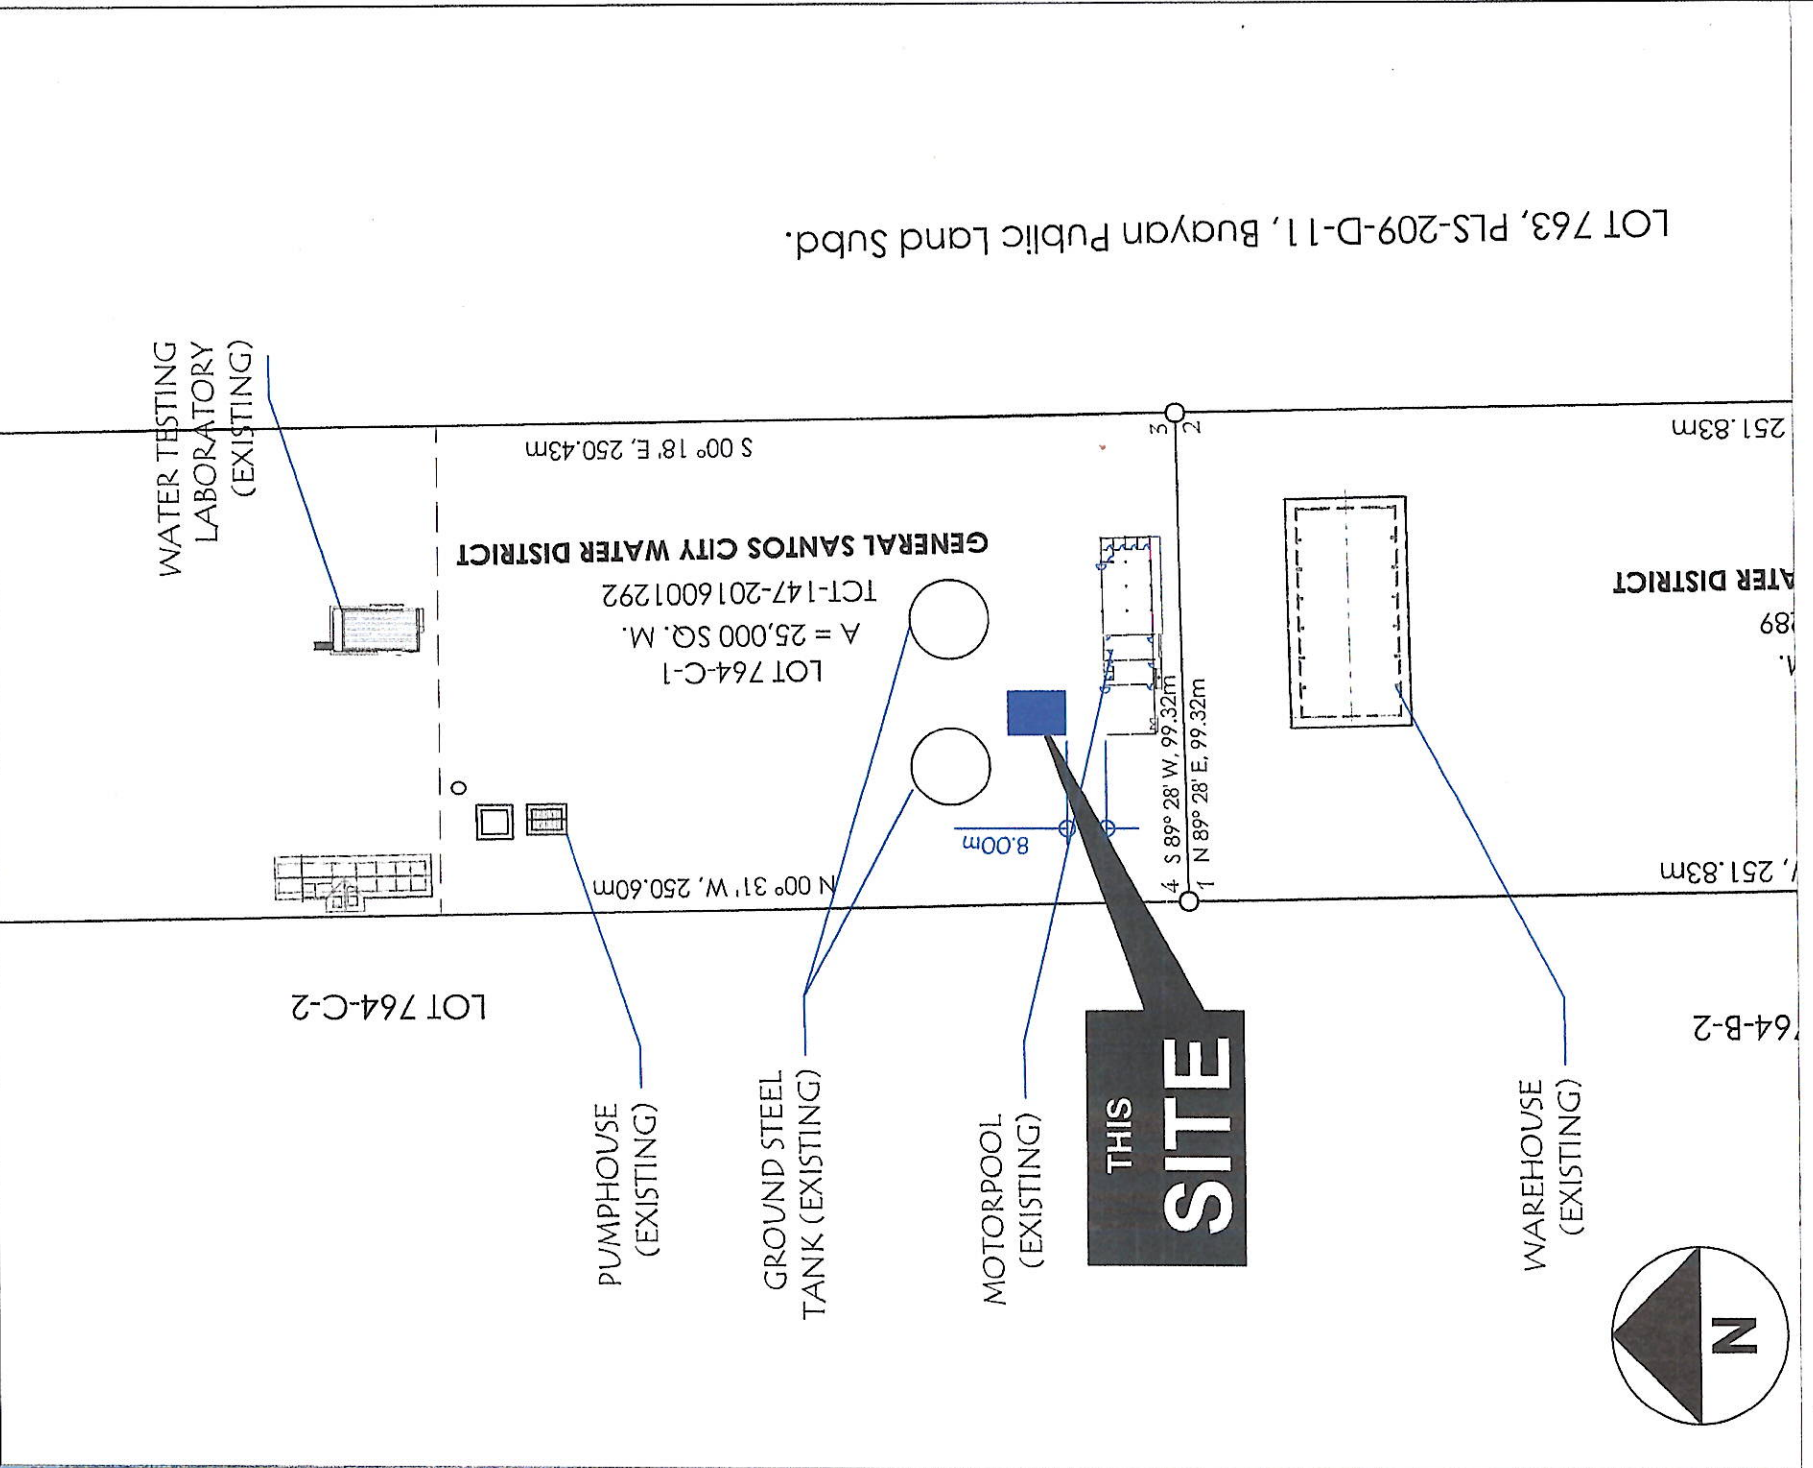 LOT 763, PLS-209-D-11, Buayan Public Land Subd.
WATER TESTING
LABORATORY
(EXISTING)
S 00° 18' E, 250.43m
3
2
251.83m
GENERAL SANTOS CITY WATER DISTRICT
TCT-147-2016001292
A = 25,000 SQ. M.
LOT 764-C-1
ATER DISTRICT
289
M.
8.00m
N 00° 31' W, 250.60m
4
S 89° 28' W, 99.32m
1
N 89° 28' E, 99.32m
, 251.83m
LOT 764-C-2
64-B-2
PUMPHOUSE
(EXISTING)
GROUND STEEL
TANK (EXISTING)
MOTORPOOL
(EXISTING)
THIS
SITE
WAREHOUSE
(EXISTING)
N